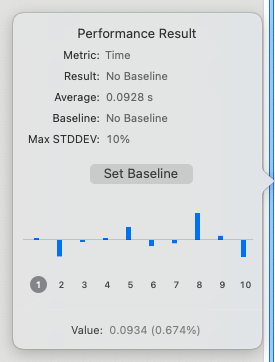 Performance Result
Metric: Time
Result: No Baseline
Average: 0.0928 s
Baseline: No Baseline
Max STDDEV: 10%
Set Baseline
1 2 3 4 5 6 7 8 9 10
Value: 0.0934 (0.674%)